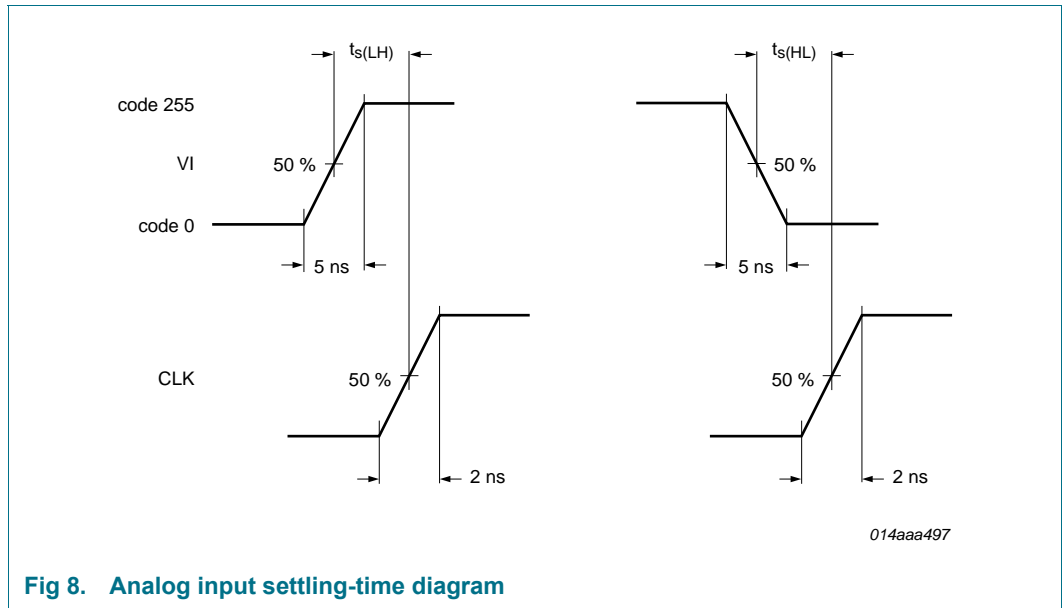 ts(LH) ts(HL)
code 255
VI 50 % 50 %
code 0
5 ns 5 ns
CLK 50 % 50 %
2 ns 2 ns
014aaa497
Fig 8. Analog input settling-time diagram